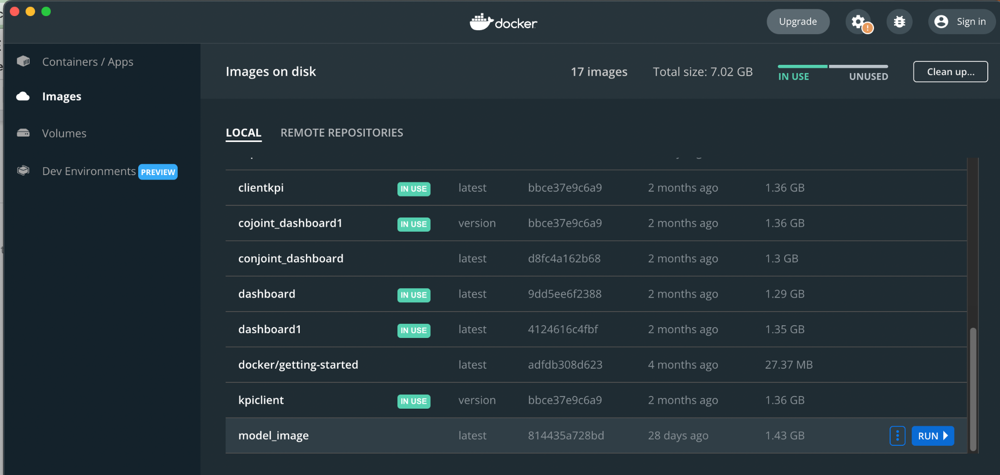 docker
Upgrade
!
Sign in
Containers / Apps
Images
Volumes
Dev Environments PREVIEW
Images on disk
17 images
Total size: 7.02 GB
IN USE
UNUSED
Clean up...
LOCAL
REMOTE REPOSITORIES
clientkpi IN USE latest bbce37e9c6a9 2 months ago 1.36 GB
cojoint_dashboard1 IN USE version bbce37e9c6a9 2 months ago 1.36 GB
conjoint_dashboard latest d8fc4a162b68 2 months ago 1.3 GB
dashboard IN USE latest 9dd5ee6f2388 2 months ago 1.29 GB
dashboard1 IN USE latest 4124616c4fbf 2 months ago 1.35 GB
docker/getting-started latest adfdb308d623 4 months ago 27.37 MB
kpiclient IN USE version bbce37e9c6a9 2 months ago 1.36 GB
model_image latest 814435a728bd 28 days ago 1.43 GB RUN